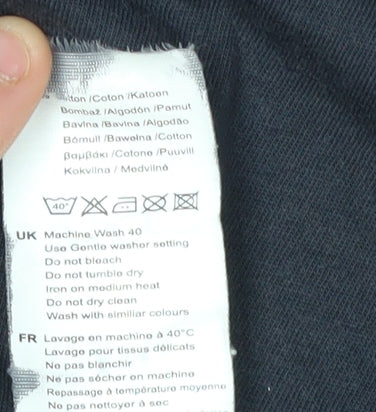 /Coton /Katoen
Bombaž /Algodón /Pamut
Bavlna /Bavlna /Algodão
Bómull /Bawełna /Cotton
βαμβάκι /Cotone /Puuvill
Kokvilna / Medvilnė
40°
UK Machine Wash 40
Use Gentle washer setting
Do not bleach
Do not tumble dry
Iron on medium heat
Do not dry clean
Wash with similiar colours
FR Lavage en machine à 40°C
Lavage pour tissus délicats
Ne pas blanchir
Ne pas sécher en machine
Repassage à température moyenne
Ne pas nettoyer à sec